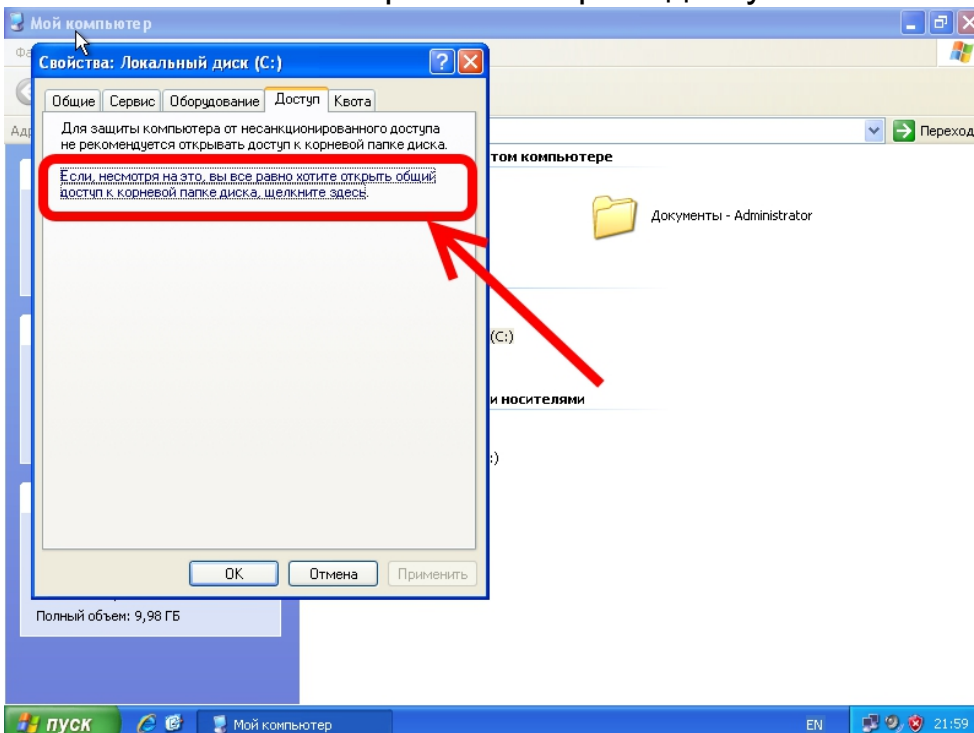 Мой компьютер
Свойства: Локальный диск (C:)
Общие Сервис Оборудование Доступ Квота
Для защиты компьютера от несанкционированного доступа
не рекомендуется открывать доступ к корневой папке диска.
Если, несмотря на это, вы все равно хотите открыть общий
доступ к корневой папке диска, щелкните здесь.
Переход
том компьютере
Документы - Administrator
(C:)
и носителями
:)
OK Отмена Применить
Полный объем: 9,98 ГБ
пуск Мой компьютер EN 21:59